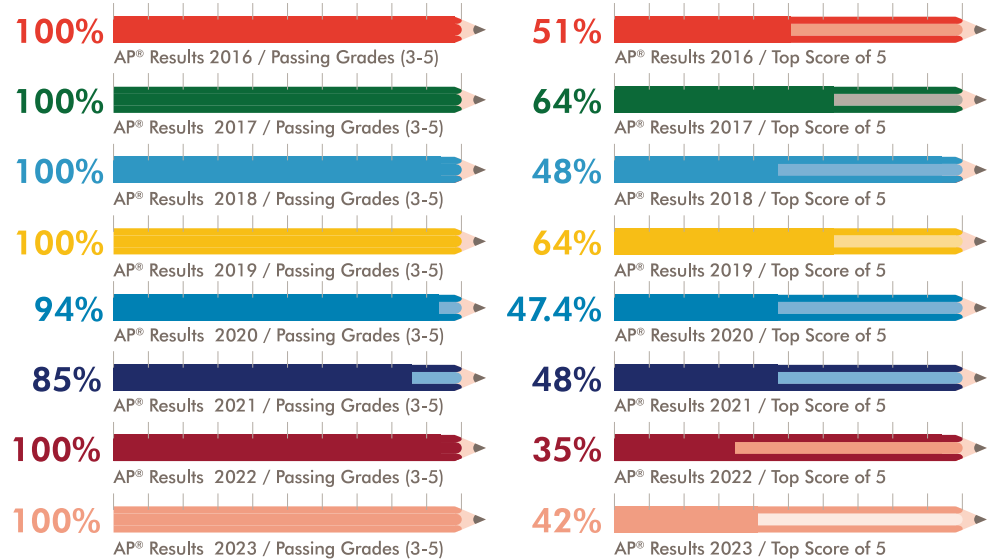 100%
AP® Results 2016 / Passing Grades (3-5)
51%
AP® Results 2016 / Top Score of 5
100%
AP® Results 2017 / Passing Grades (3-5)
64%
AP® Results 2017 / Top Score of 5
100%
AP® Results 2018 / Passing Grades (3-5)
48%
AP® Results 2018 / Top Score of 5
100%
AP® Results 2019 / Passing Grades (3-5)
64%
AP® Results 2019 / Top Score of 5
94%
AP® Results 2020 / Passing Grades (3-5)
47.4%
AP® Results 2020 / Top Score of 5
85%
AP® Results 2021 / Passing Grades (3-5)
48%
AP® Results 2021 / Top Score of 5
100%
AP® Results 2022 / Passing Grades (3-5)
35%
AP® Results 2022 / Top Score of 5
100%
AP® Results 2023 / Passing Grades (3-5)
42%
AP® Results 2023 / Top Score of 5